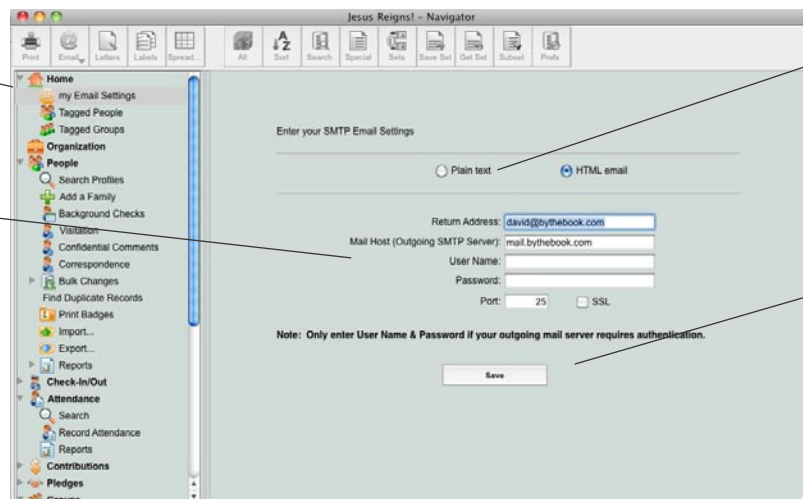 Jesus Reigns! – Navigator
Print Email Letters Labels Spread... All Sort Search Special Sets Save Set Get Set Subset Prefs
Home
my Email Settings
Tagged People
Tagged Groups
Organization
People
Search Profiles
Add a Family
Background Checks
Visitation
Confidential Comments
Correspondence
Bulk Changes
Find Duplicate Records
Print Badges
Import...
Export...
Reports
Check-In/Out
Attendance
Search
Record Attendance
Reports
Contributions
Pledges
Groups
Enter your SMTP Email Settings
Plain text HTML email
Return Address: david@bythebook.com
Mail Host (Outgoing SMTP Server): mail.bythebook.com
User Name:
Password:
Port: 25 SSL
Note: Only enter User Name & Password if your outgoing mail server requires authentication.
Save